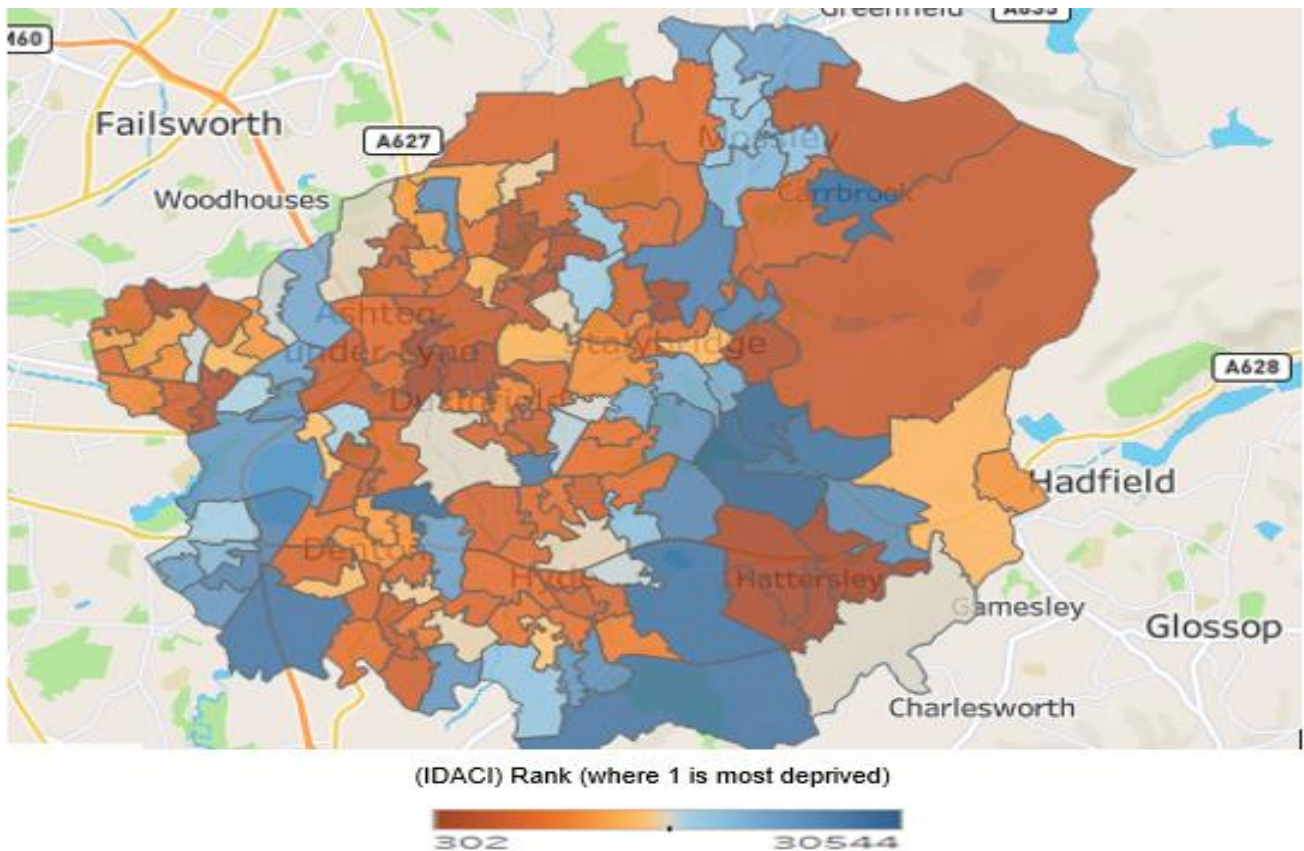 Greenfield
A635
M60
Failsworth
A627
Mossley
Woodhouses
Carrbrook
Ashton
under-Lyne
Stalybridge
A628
Dukinfield
Hadfield
Denton
Hyde
Hattersley
Gamesley
Glossop
Charlesworth
(IDACI) Rank (where 1 is most deprived)
302 30544